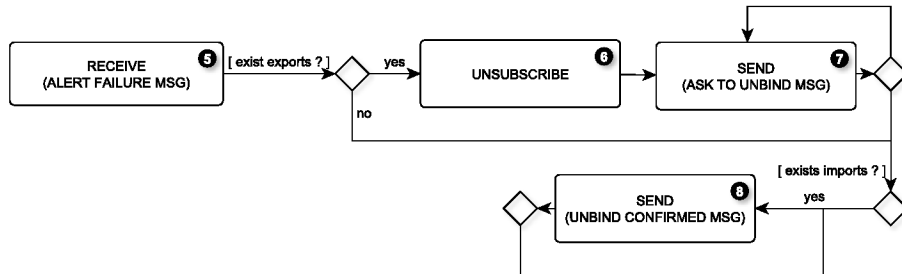 5
RECEIVE
(ALERT FAILURE MSG)
[ exist exports ? ]
yes
no
6
UNSUBSCRIBE
7
SEND
(ASK TO UNBIND MSG)
[ exists imports ? ]
yes
8
SEND
(UNBIND CONFIRMED MSG)